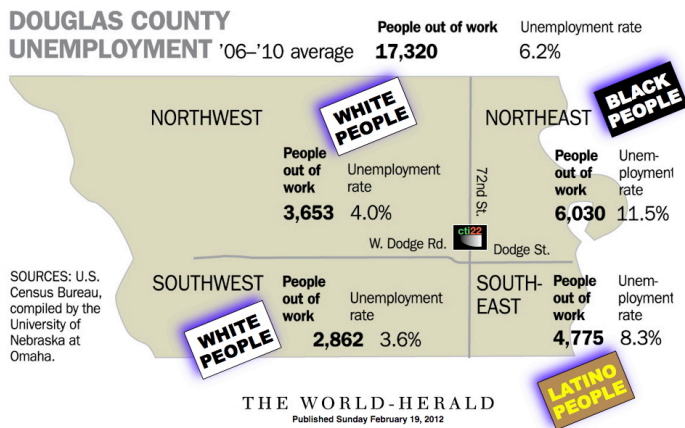 DOUGLAS COUNTY
UNEMPLOYMENT '06–'10 average
People out of work
17,320
Unemployment rate
6.2%
NORTHWEST
WHITE
PEOPLE
People
out of
work
3,653
Unemployment
rate
4.0%
NORTHEAST
BLACK
PEOPLE
People
out of
work
6,030
Unem-
ployment
rate
11.5%
72nd St.
cti22
W. Dodge Rd.
Dodge St.
SOURCES: U.S.
Census Bureau,
compiled by the
University of
Nebraska at
Omaha.
SOUTHWEST
WHITE
PEOPLE
People
out of
work
2,862
Unemployment
rate
3.6%
SOUTH-
EAST
People
out of
work
4,775
Unem-
ployment
rate
8.3%
LATINO
PEOPLE
THE WORLD-HERALD
Published Sunday February 19, 2012